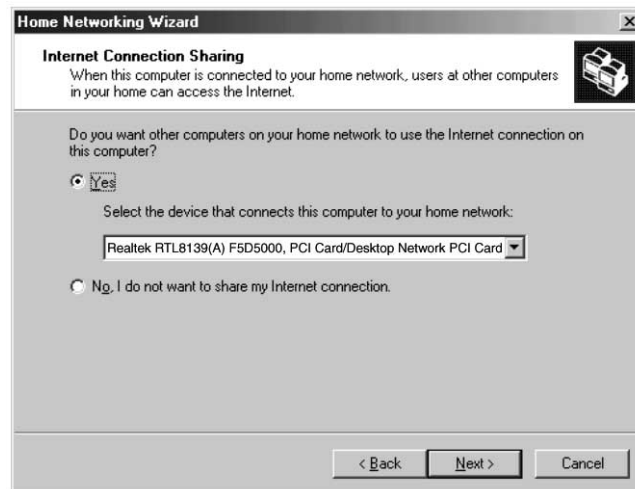 Home Networking Wizard
Internet Connection Sharing
When this computer is connected to your home network, users at other computers
in your home can access the Internet.
Do you want other computers on your home network to use the Internet connection on
this computer?
Yes
Select the device that connects this computer to your home network:
Realtek RTL8139(A) F5D5000, PCI Card/Desktop Network PCI Card
No, I do not want to share my Internet connection.
< Back
Next >
Cancel